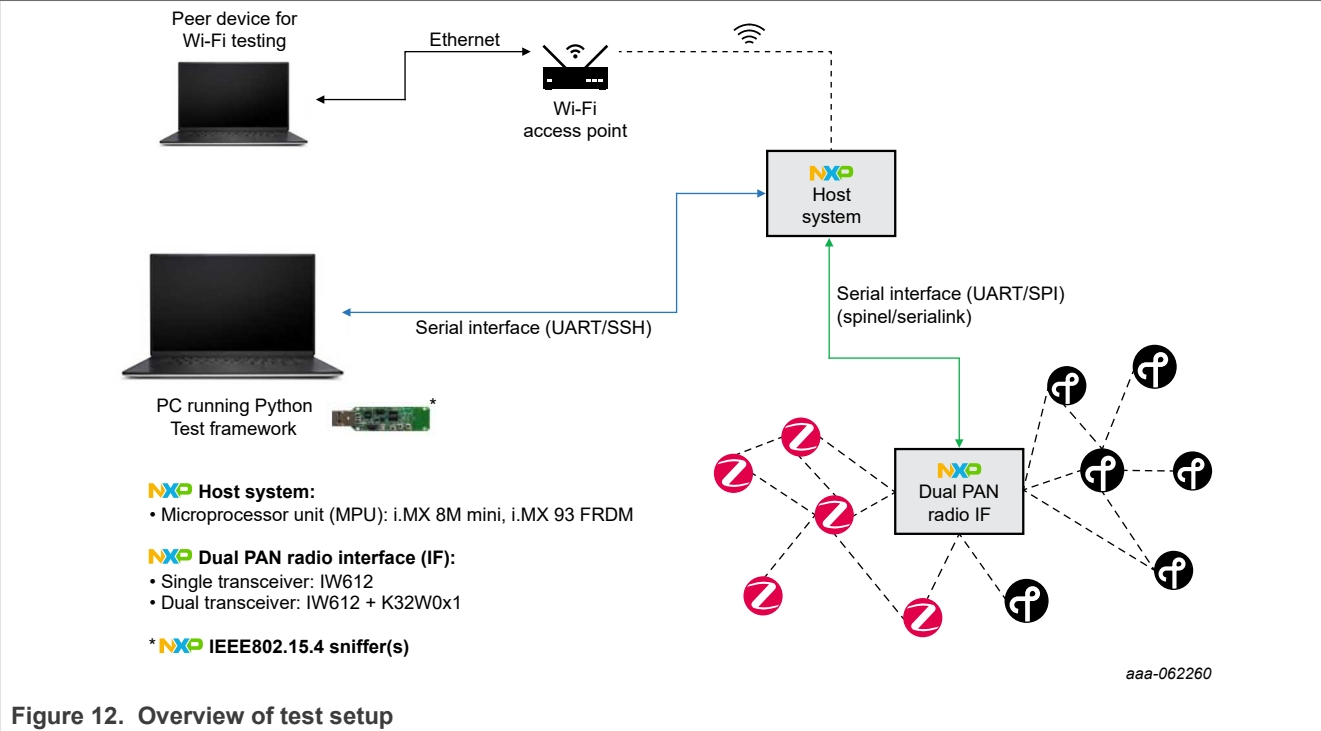 Peer device for
Wi-Fi testing
Ethernet
Wi-Fi
access point
NXP
Host
system
Serial interface (UART/SPI)
(spinel/serialink)
Serial interface (UART/SSH)
PC running Python
Test framework
*
NXP
Dual PAN
radio IF
NXP Host system:
• Microprocessor unit (MPU): i.MX 8M mini, i.MX 93 FRDM
NXP Dual PAN radio interface (IF):
• Single transceiver: IW612
• Dual transceiver: IW612 + K32W0x1
* NXP IEEE802.15.4 sniffer(s)
aaa-062260
Figure 12. Overview of test setup